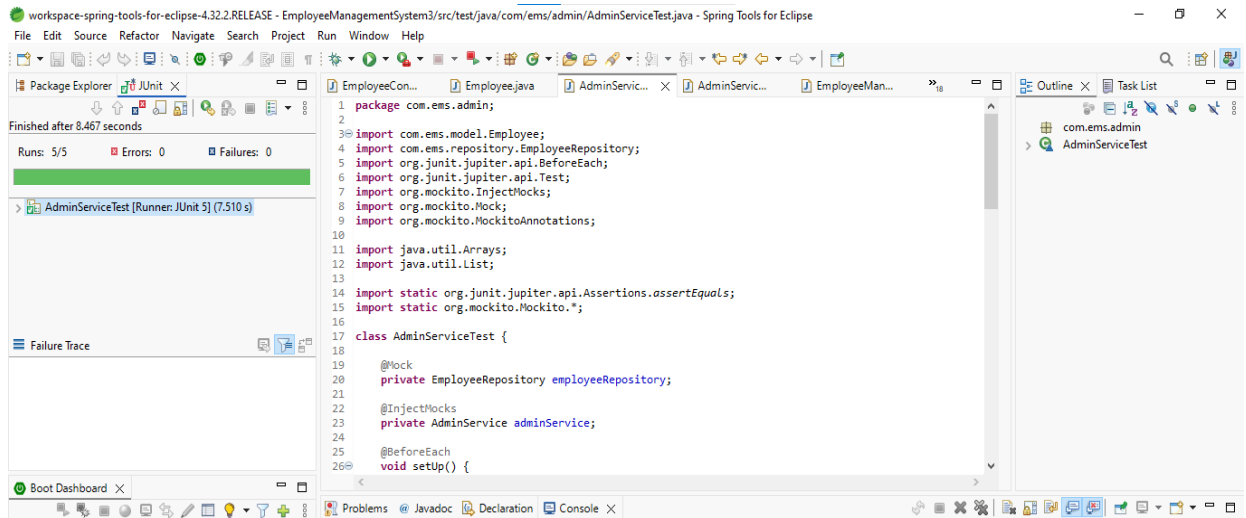 workspace-spring-tools-for-eclipse-4.32.2.RELEASE - EmployeeManagementSystem3/src/test/java/com/ems/admin/AdminServiceTest.java - Spring Tools for Eclipse
File Edit Source Refactor Navigate Search Project Run Window Help
Package Explorer JUnit
Finished after 8.467 seconds
Runs: 5/5 Errors: 0 Failures: 0
AdminServiceTest [Runner: JUnit 5] (7.510 s)
Failure Trace
Boot Dashboard
EmployeeCon... Employee.java AdminServic... AdminServic... EmployeeMan... »18
1 package com.ems.admin;
2
3 import com.ems.model.Employee;
4 import com.ems.repository.EmployeeRepository;
5 import org.junit.jupiter.api.BeforeEach;
6 import org.junit.jupiter.api.Test;
7 import org.mockito.InjectMocks;
8 import org.mockito.Mock;
9 import org.mockito.MockitoAnnotations;
10
11 import java.util.Arrays;
12 import java.util.List;
13
14 import static org.junit.jupiter.api.Assertions.assertEquals;
15 import static org.mockito.Mockito.*;
16
17 class AdminServiceTest {
18
19 @Mock
20 private EmployeeRepository employeeRepository;
21
22 @InjectMocks
23 private AdminService adminService;
24
25 @BeforeEach
26 void setUp() {
Problems @ Javadoc Declaration Console
Outline Task List
com.ems.admin
AdminServiceTest